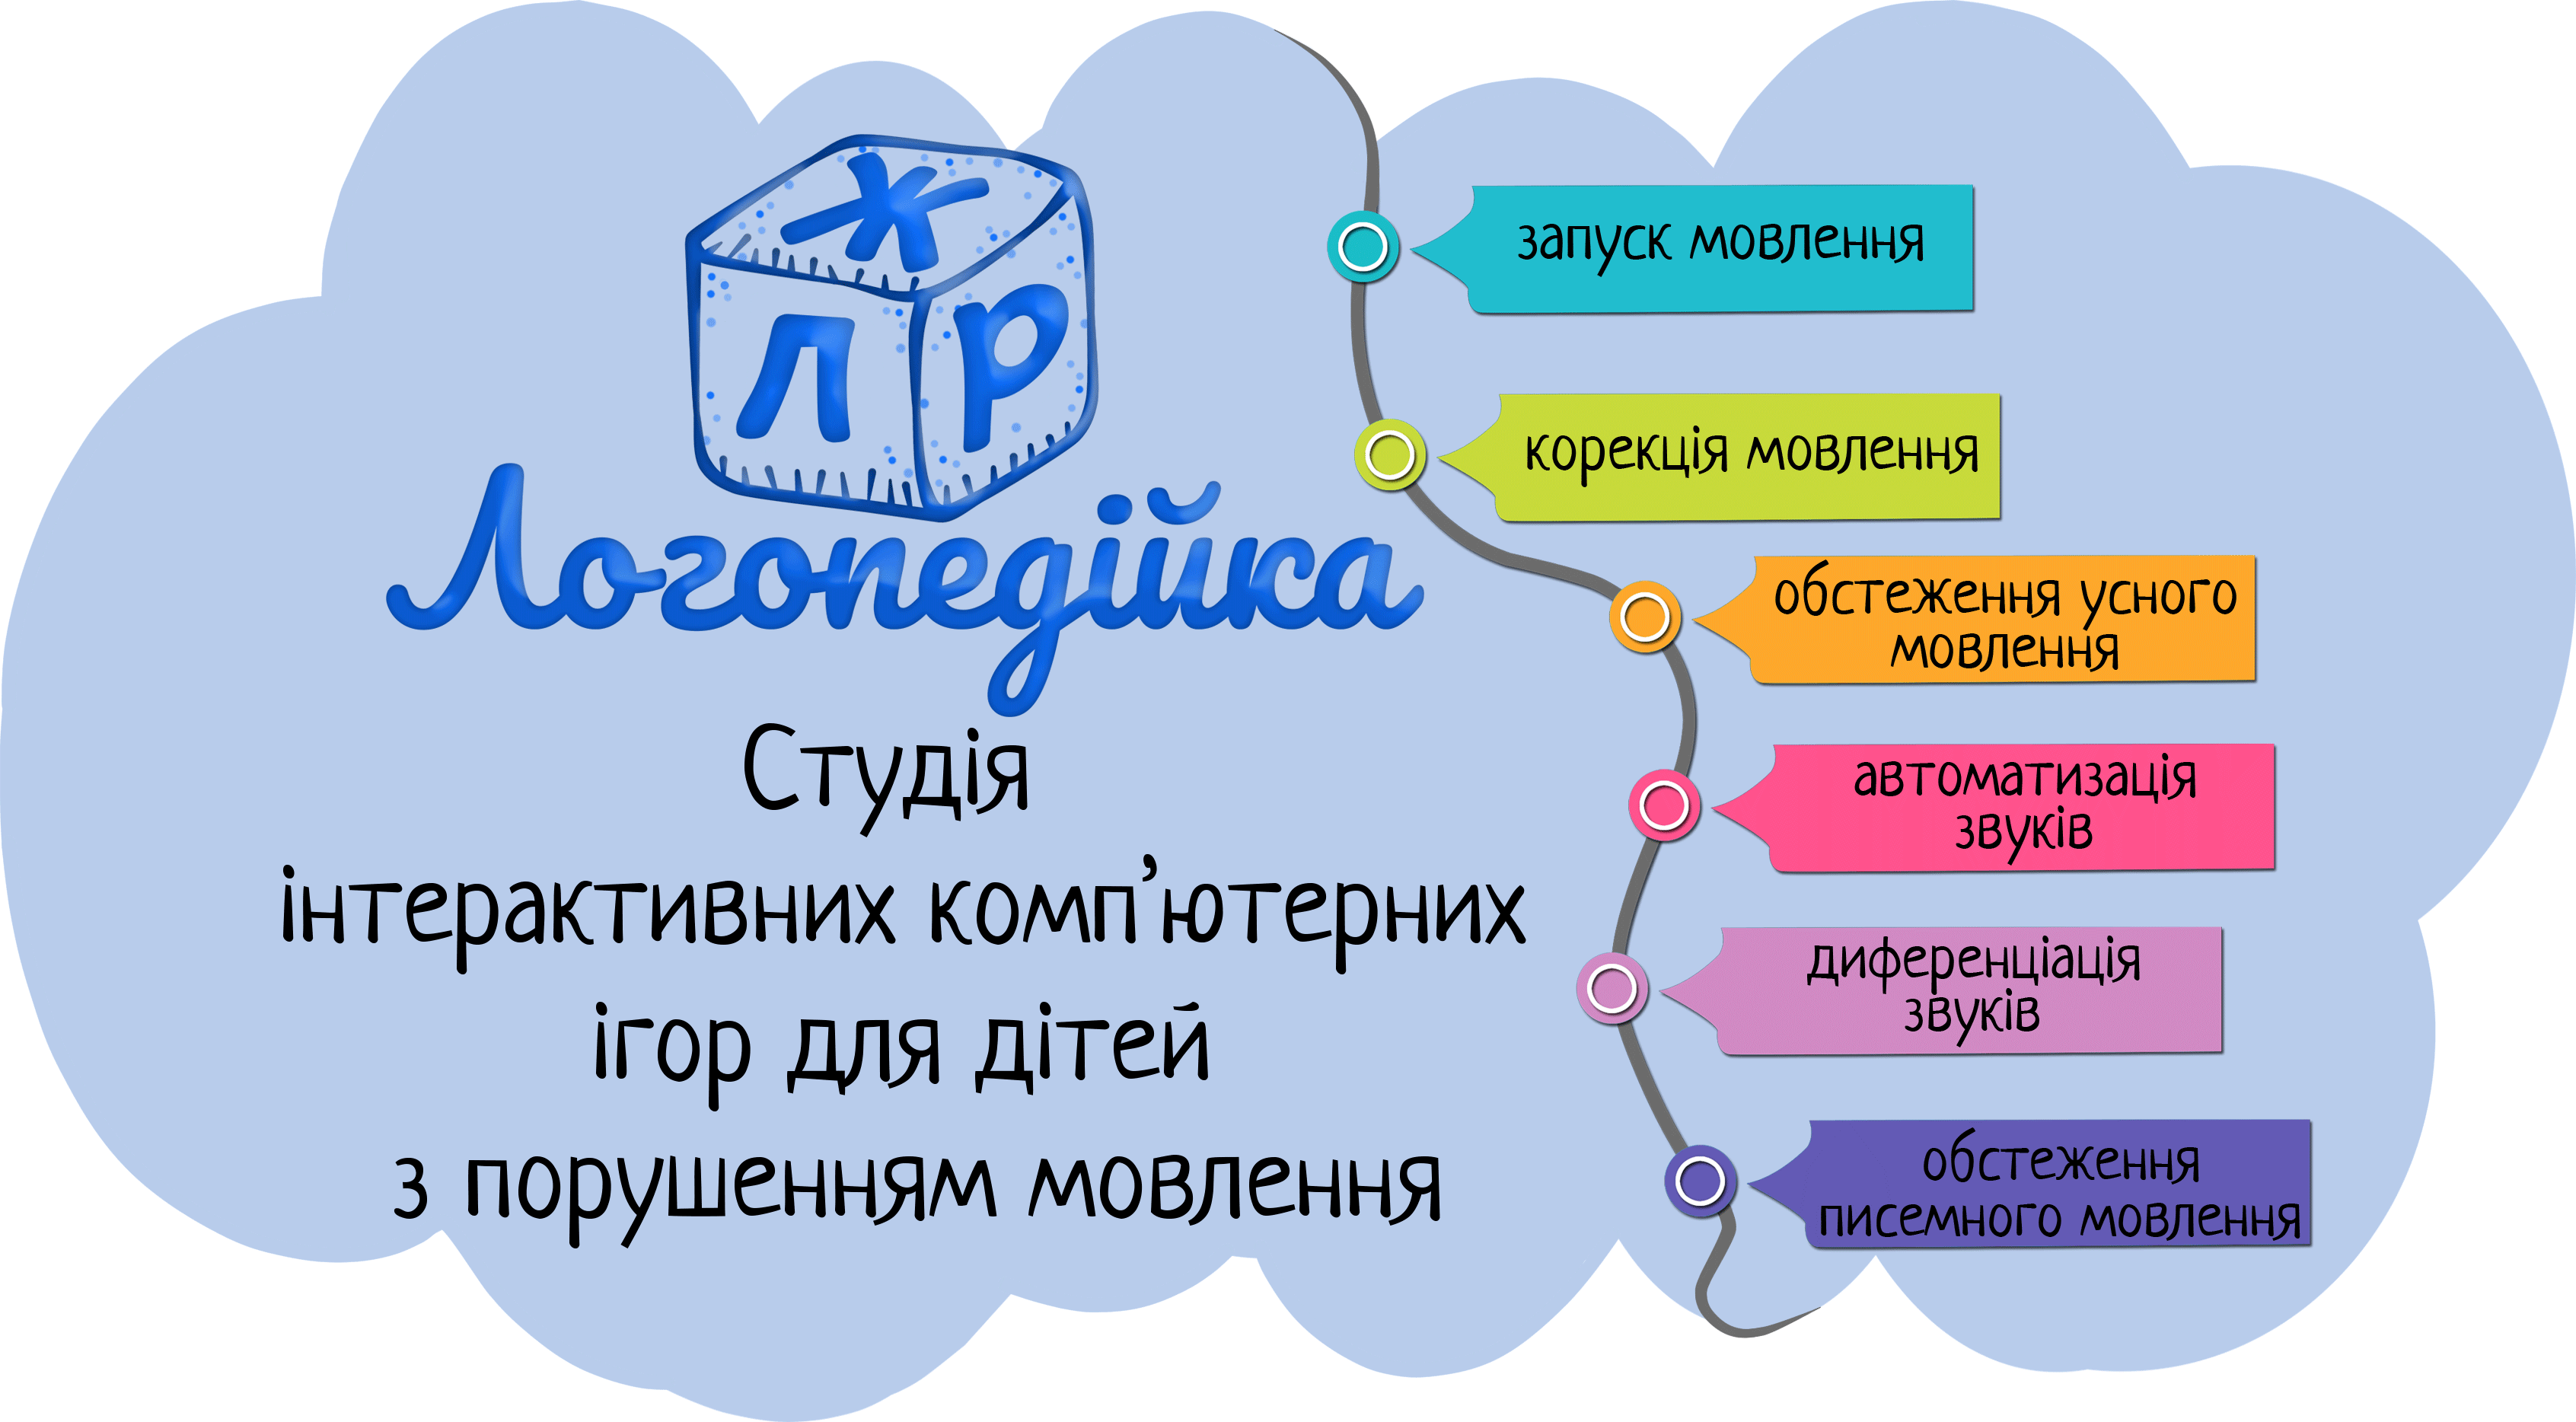 Ж
Л
Р
Логопедійка
Студія
інтерактивних комп'ютерних
ігор для дітей
з порушенням мовлення
запуск мовлення
корекція мовлення
обстеження усного
мовлення
автоматизація
звуків
диференціація
звуків
обстеження
писемного мовлення